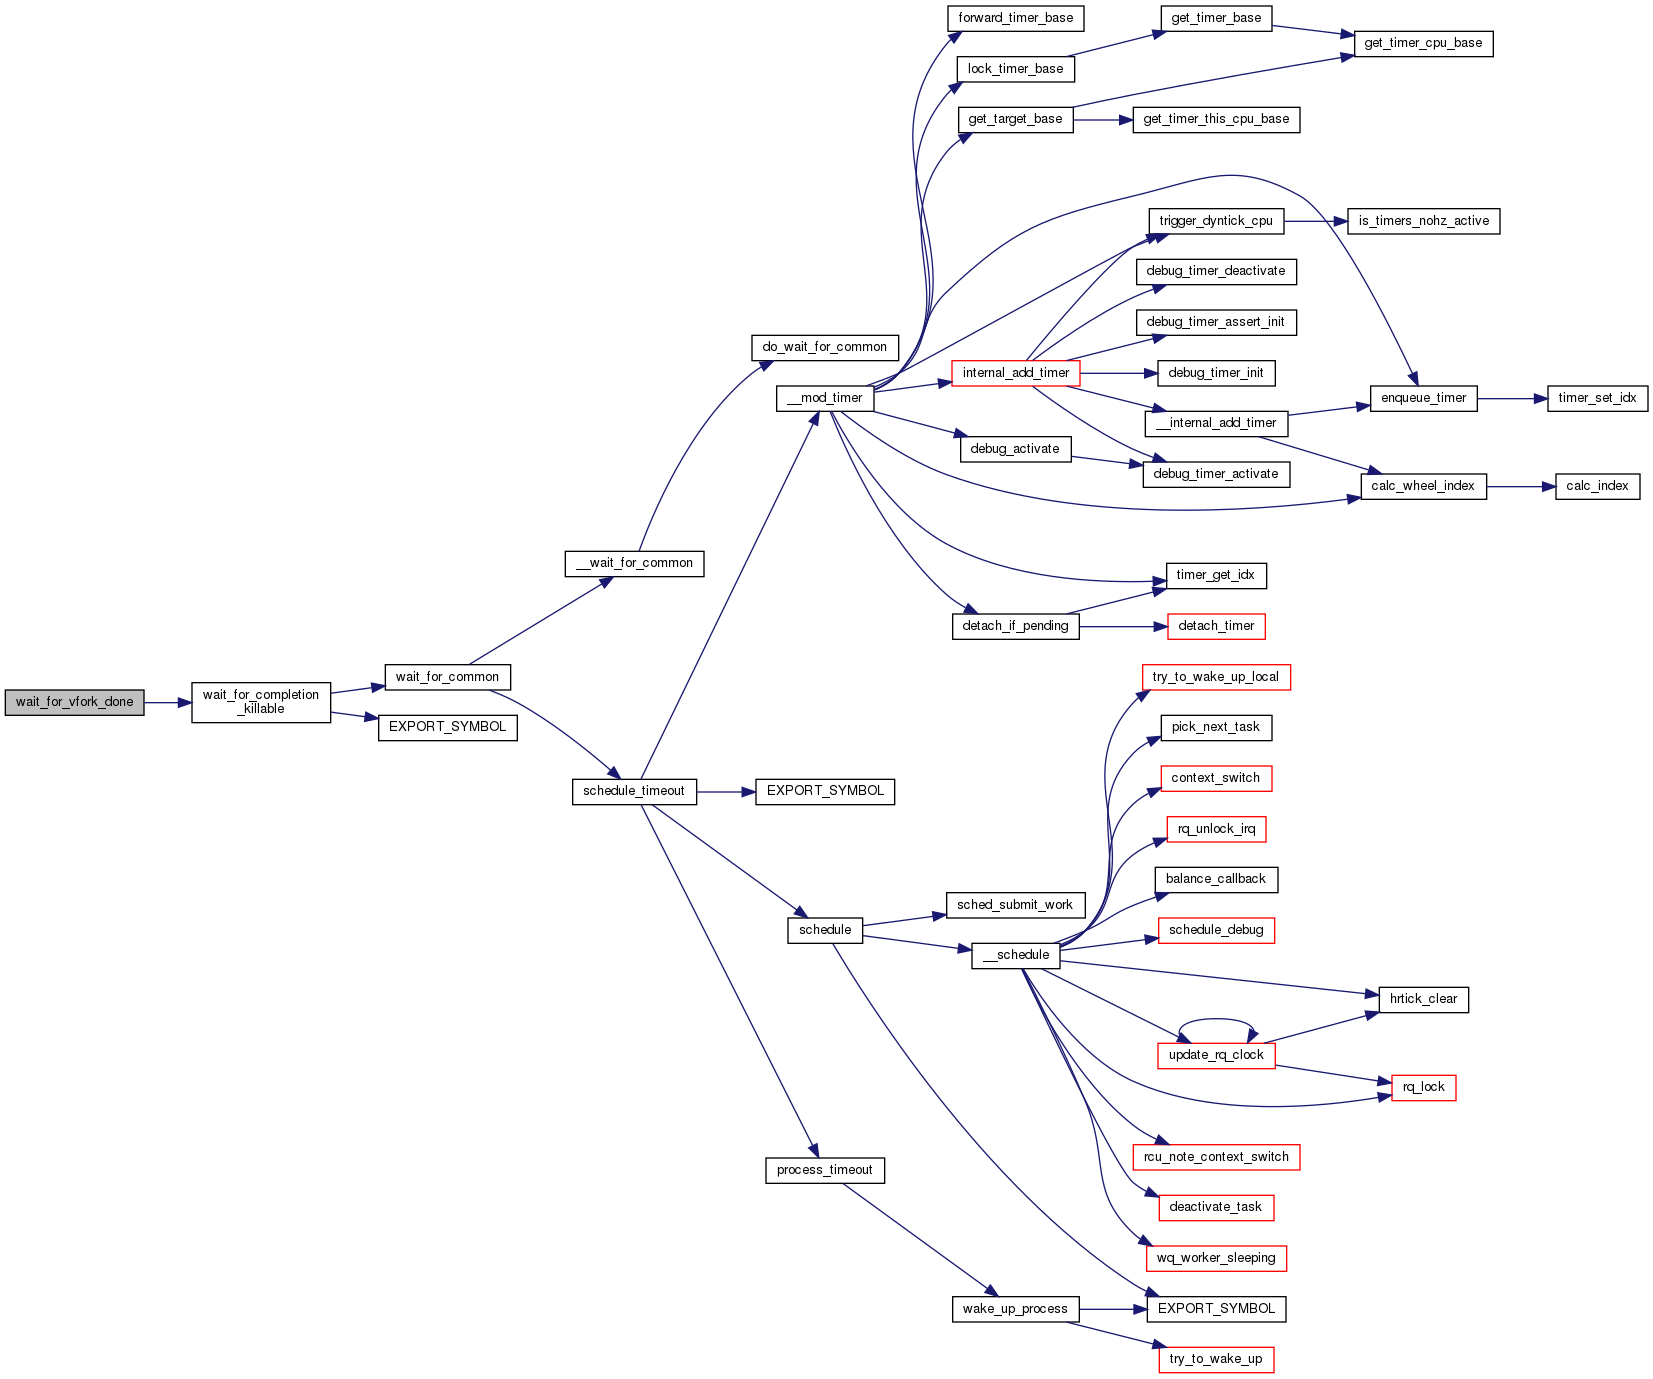 forward_timer_base
get_timer_base
get_timer_cpu_base
lock_timer_base
get_target_base
get_timer_this_cpu_base
trigger_dyntick_cpu
is_timers_nohz_active
debug_timer_deactivate
debug_timer_assert_init
do_wait_for_common
internal_add_timer
debug_timer_init
__mod_timer
enqueue_timer
timer_set_idx
__internal_add_timer
debug_activate
debug_timer_activate
calc_wheel_index
calc_index
__wait_for_common
timer_get_idx
detach_if_pending
detach_timer
wait_for_common
try_to_wake_up_local
wait_for_vfork_done
wait_for_completion
_killable
EXPORT_SYMBOL
pick_next_task
context_switch
schedule_timeout
EXPORT_SYMBOL
rq_unlock_irq
balance_callback
sched_submit_work
schedule
schedule_debug
__schedule
hrtick_clear
update_rq_clock
rq_lock
rcu_note_context_switch
process_timeout
deactivate_task
wq_worker_sleeping
wake_up_process
EXPORT_SYMBOL
try_to_wake_up